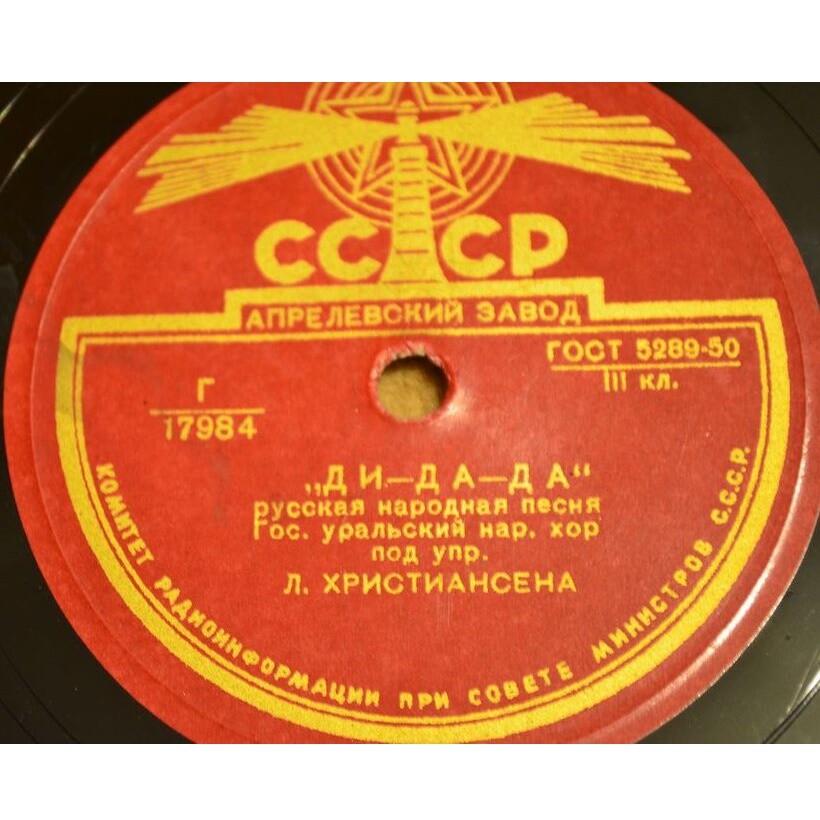 СССР
АПРЕЛЕВСКИЙ ЗАВОД
ГОСТ 5289-50
III кл.
Г
17984
„ДИ—ДА—ДА“
русская народная песня
Гос. уральский нар. хор
под упр.
Л. ХРИСТИАНСЕНА
КОМИТЕТ РАДИОИНФОРМАЦИИ ПРИ СОВЕТЕ МИНИСТРОВ С.С.С.Р.